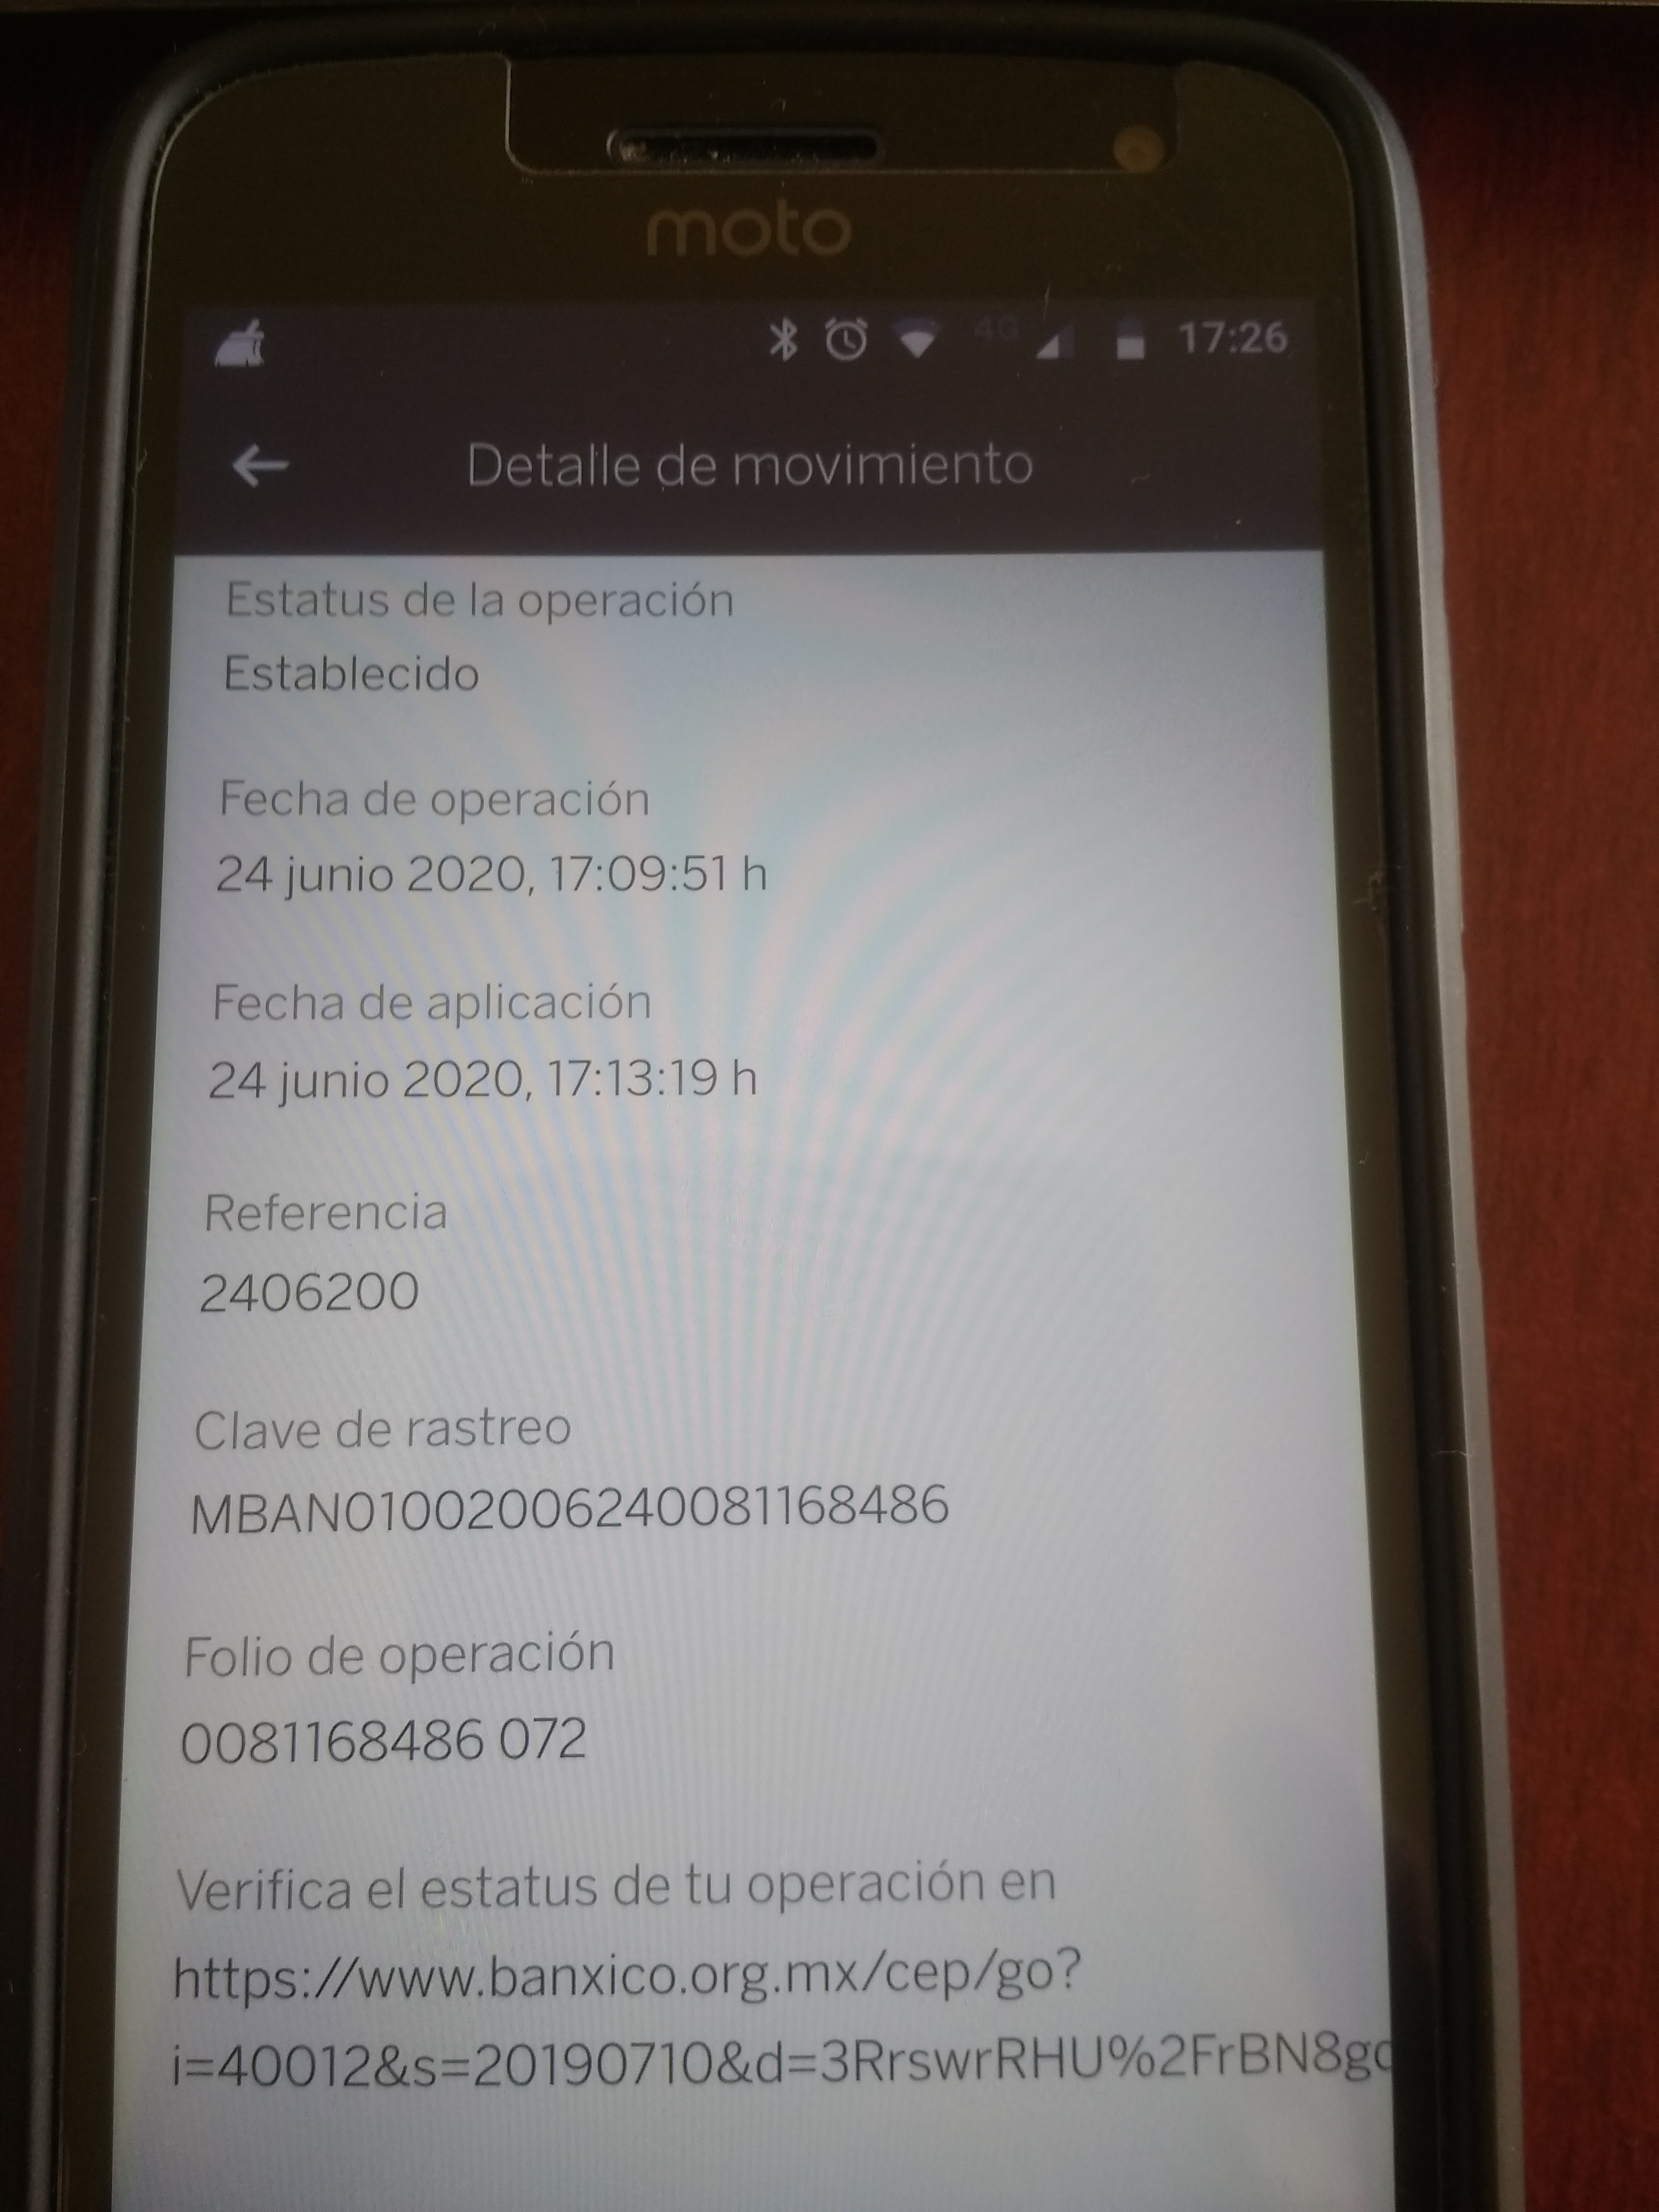 moto
4G 17:26
Detalle de movimiento
Estatus de la operación
Establecido
Fecha de operación
24 junio 2020, 17:09:51 h
Fecha de aplicación
24 junio 2020, 17:13:19 h
Referencia
2406200
Clave de rastreo
MBAN01002006240081168486
Folio de operación
0081168486 072
Verifica el estatus de tu operación en
https://www.banxico.org.mx/cep/go?
i=40012&s=20190710&d=3RrswrRHU%2FrBN8g